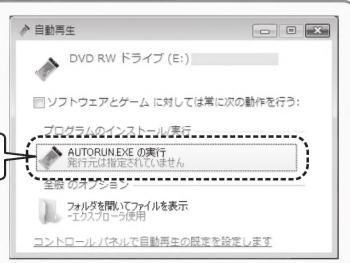 自動再生
DVD RW ドライブ (E:)
ソフトウェアとゲーム に対しては常に次の動作を行う:
プログラムのインストール/実行
AUTORUN.EXE の実行
発行元は指定されていません
全般 のオプション
フォルダを開いてファイルを表示
-エクスプローラ使用
コントロール パネルで自動再生の既定を設定します